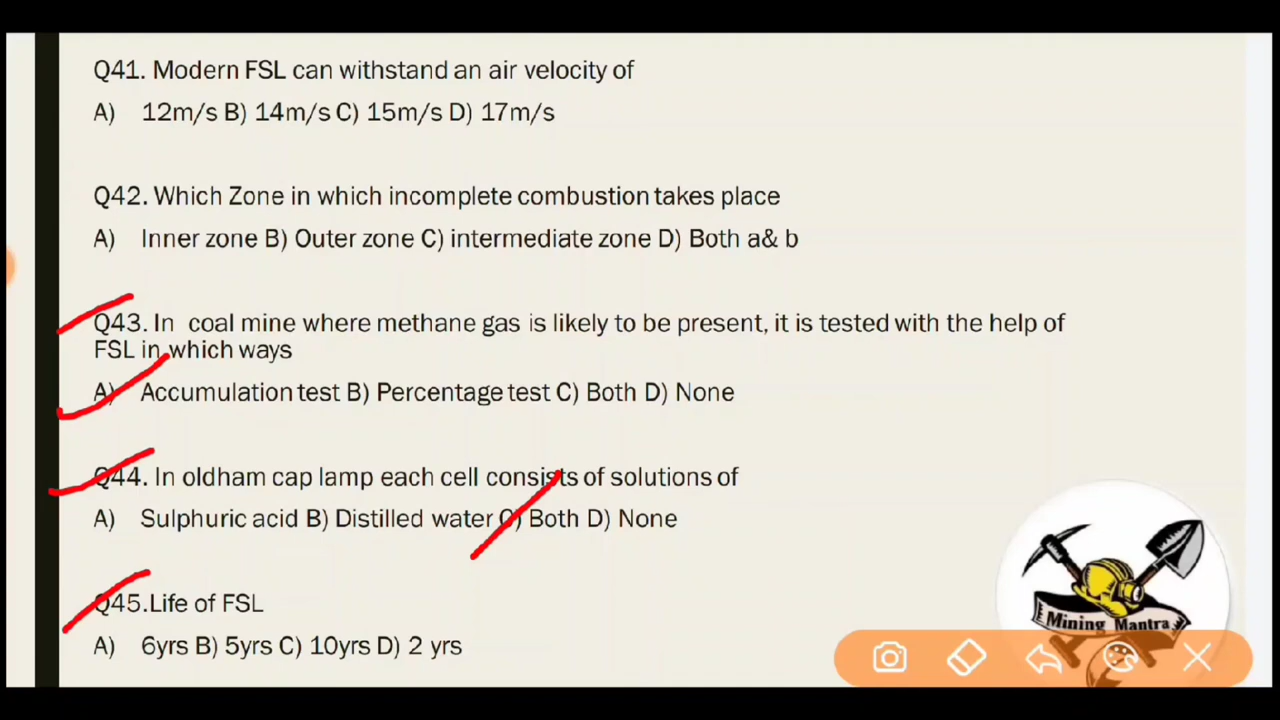 Q41. Modern FSL can withstand an air velocity of
A) 12m/s B) 14m/s C) 15m/s D) 17m/s
Q42. Which Zone in which incomplete combustion takes place
A) Inner zone B) Outer zone C) intermediate zone D) Both a& b
Q43. In coal mine where methane gas is likely to be present, it is tested with the help of
FSL in which ways
A) Accumulation test B) Percentage test C) Both D) None
Q44. In oldham cap lamp each cell consists of solutions of
A) Sulphuric acid B) Distilled water C) Both D) None
Q45.Life of FSL
A) 6yrs B) 5yrs C) 10yrs D) 2 yrs
Mining Mantra